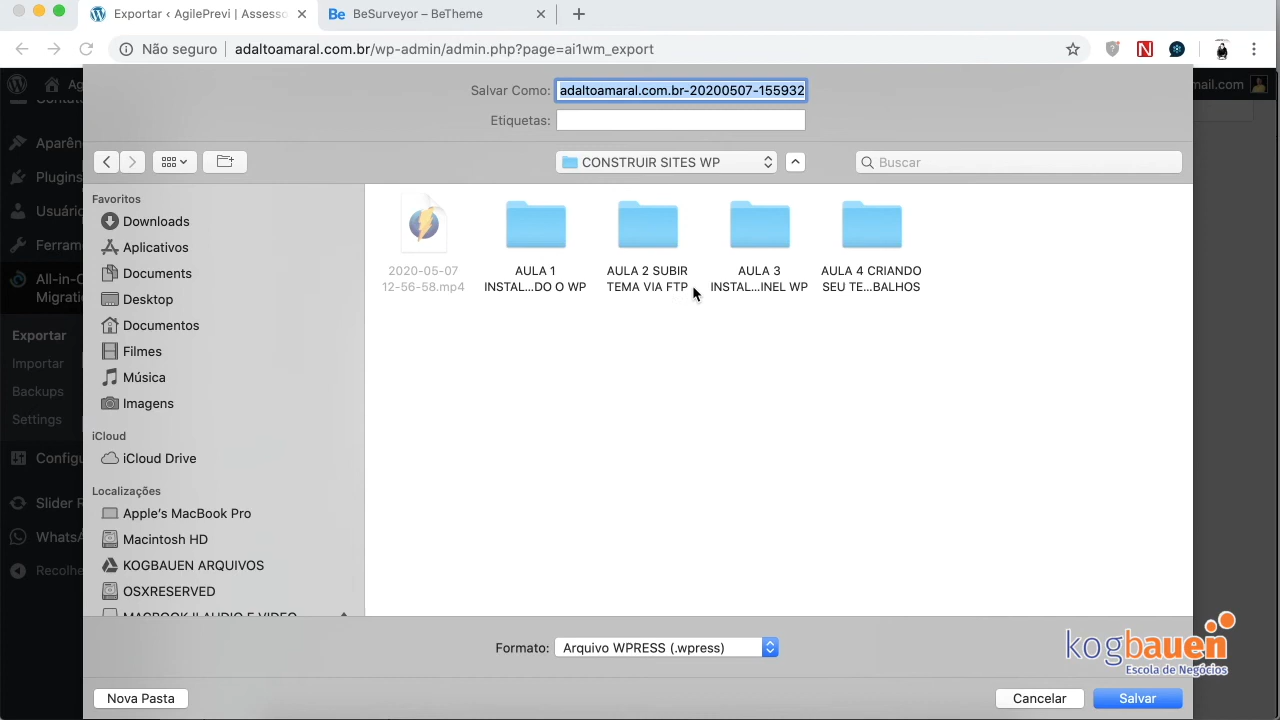 Exportar ‹ AgilePrevi | Assesso
BeSurveyor – BeTheme
Não seguro
adaltoamaral.com.br/wp-admin/admin.php?page=ai1wm_export
Ag
mail.com
Salvar Como:
adaltoamaral.com.br-20200507-155932
Etiquetas:
CONSTRUIR SITES WP
Buscar
Aparên
Plugins
Usuário
Ferram
All-in-O
Migrati
Exportar
Importar
Backups
Settings
Configu
Slider R
WhatsA
Recolhe
Favoritos
Downloads
Aplicativos
Documents
Desktop
Documentos
Filmes
Música
Imagens
iCloud
iCloud Drive
Localizações
Apple's MacBook Pro
Macintosh HD
KOGBAUEN ARQUIVOS
OSXRESERVED
2020-05-07
12-56-58.mp4
AULA 1
INSTAL...DO O WP
AULA 2 SUBIR
TEMA VIA FTP
AULA 3
INSTAL...INEL WP
AULA 4 CRIANDO
SEU TE...BALHOS
Formato:
Arquivo WPRESS (.wpress)
Nova Pasta
Cancelar
Salvar
kogbauen
Escola de Negócios